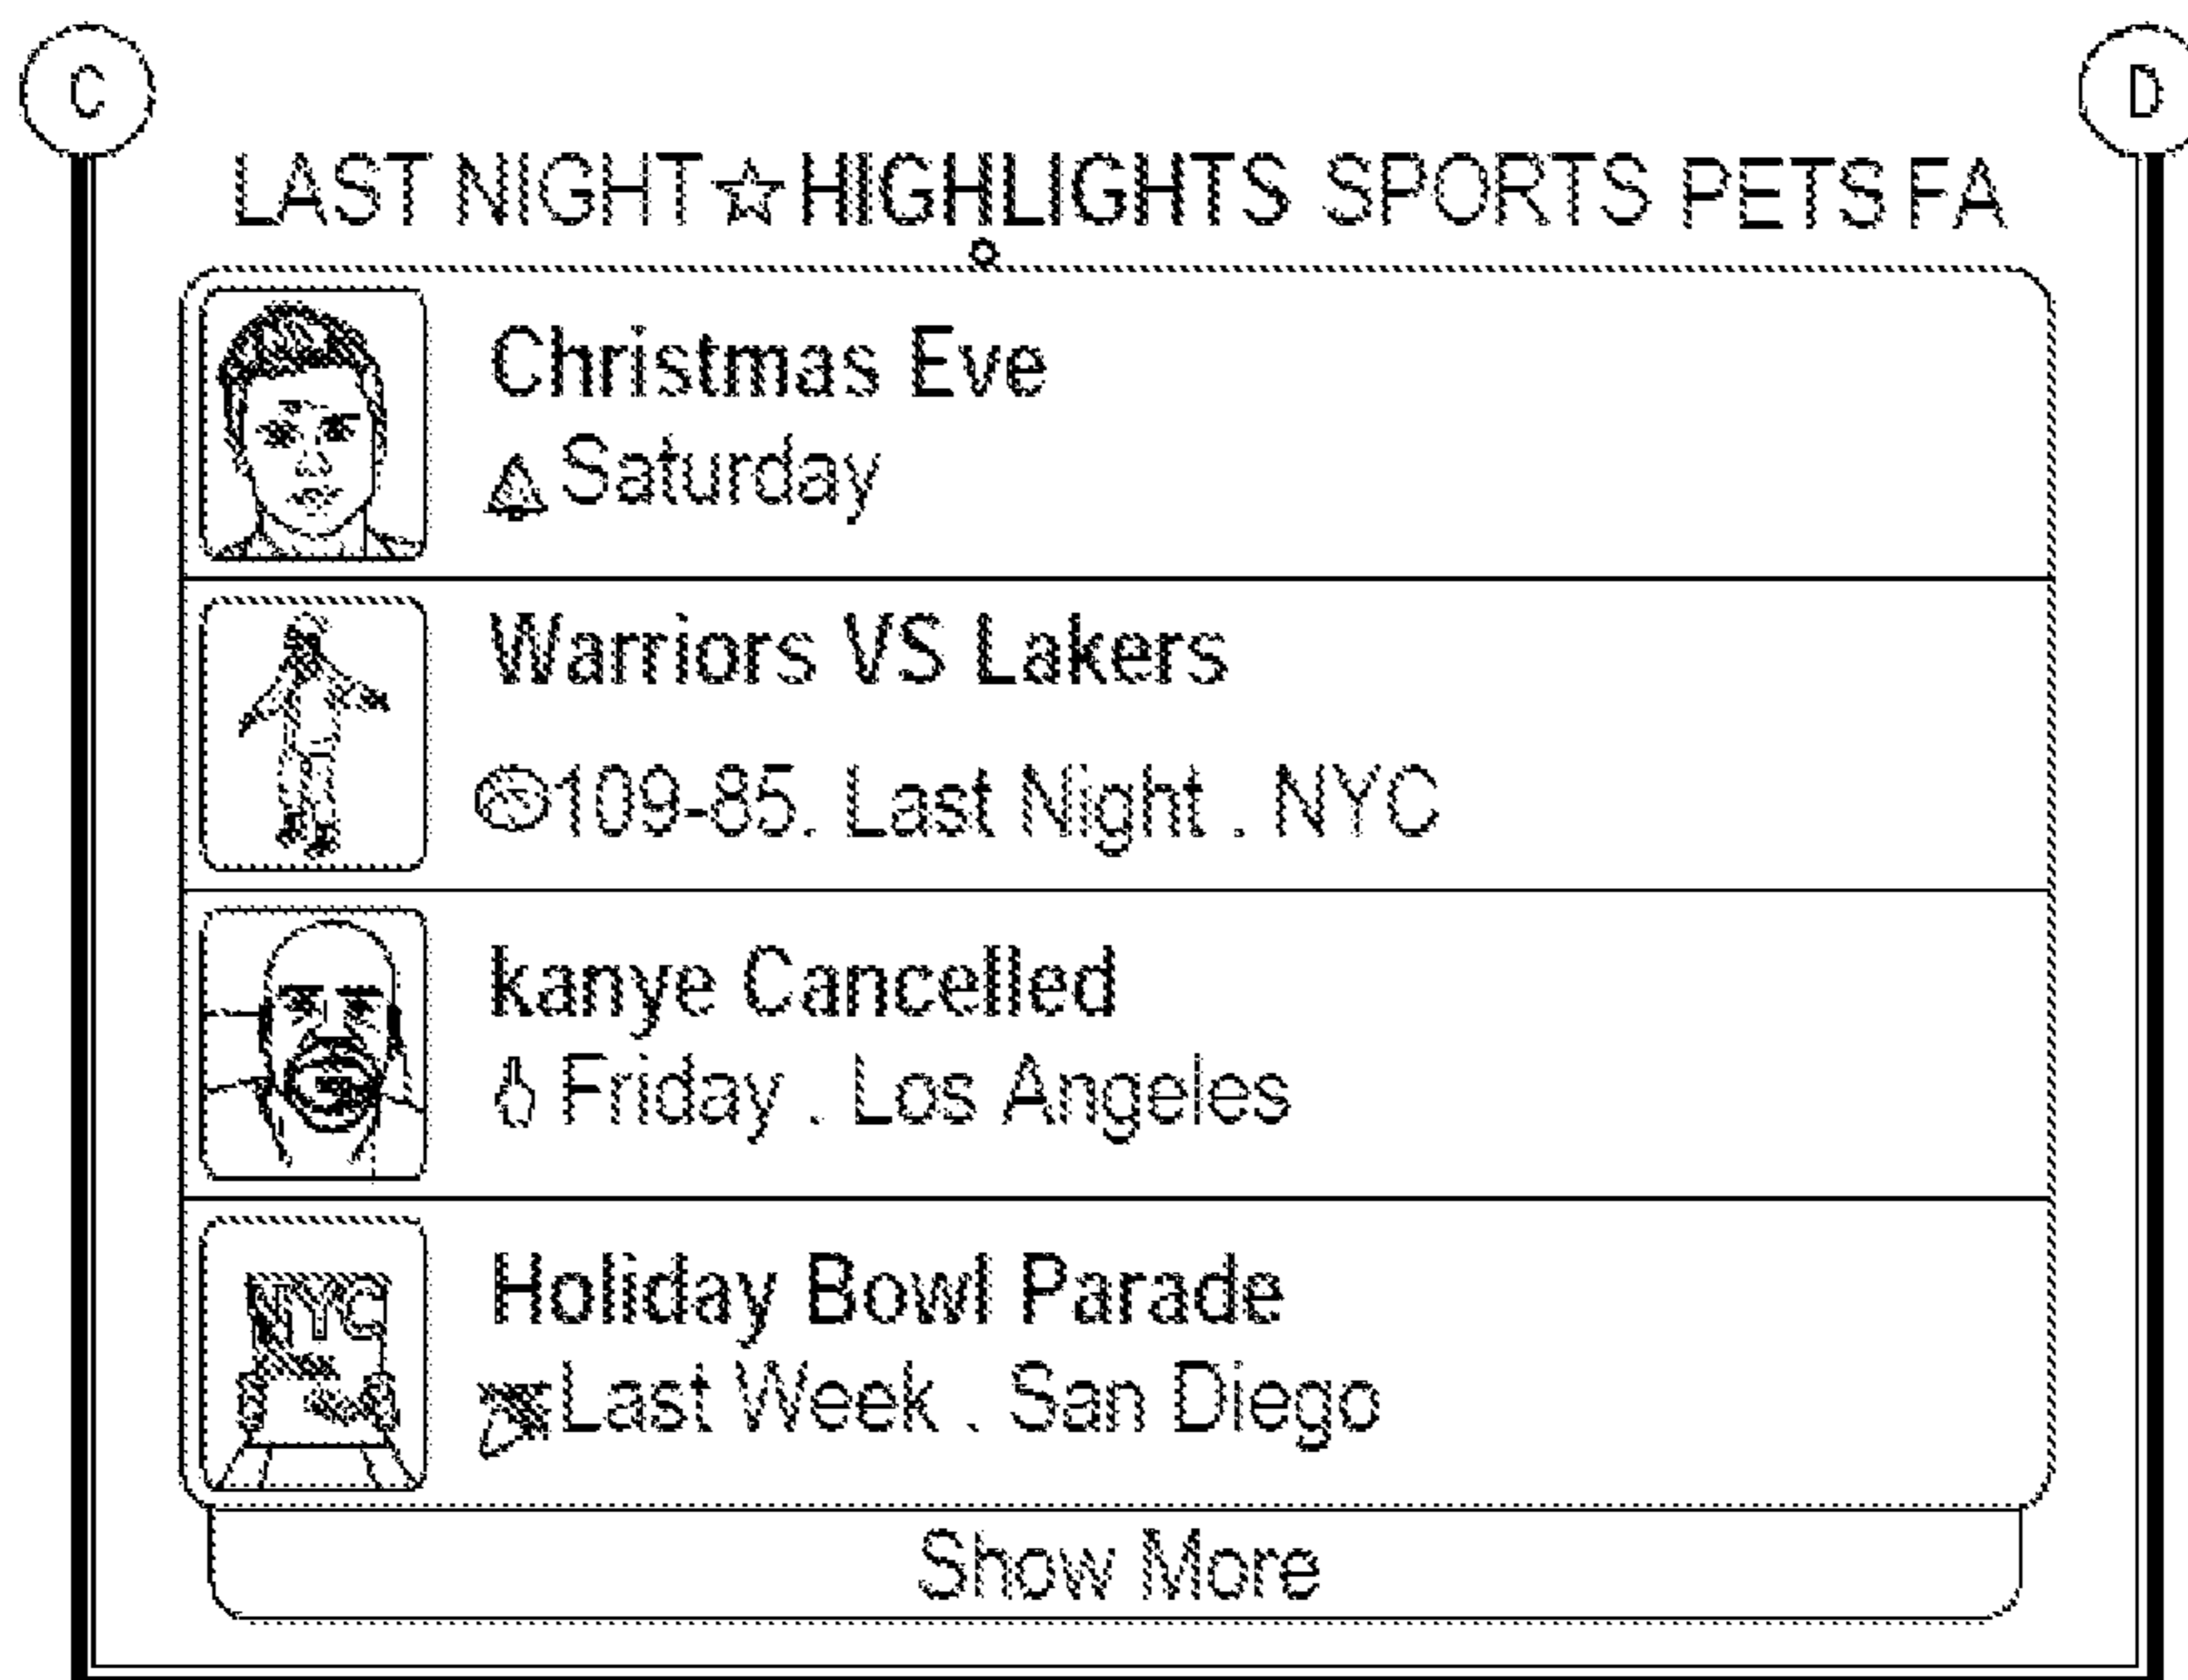 C D
LAST NIGHT ☆ HIGHLIGHTS SPORTS PETS FA
Christmas Eve
Saturday
Warriors VS Lakers
109-85. Last Night . NYC
kanye Cancelled
Friday . Los Angeles
NYC
Holiday Bowl Parade
Last Week . San Diego
Show More